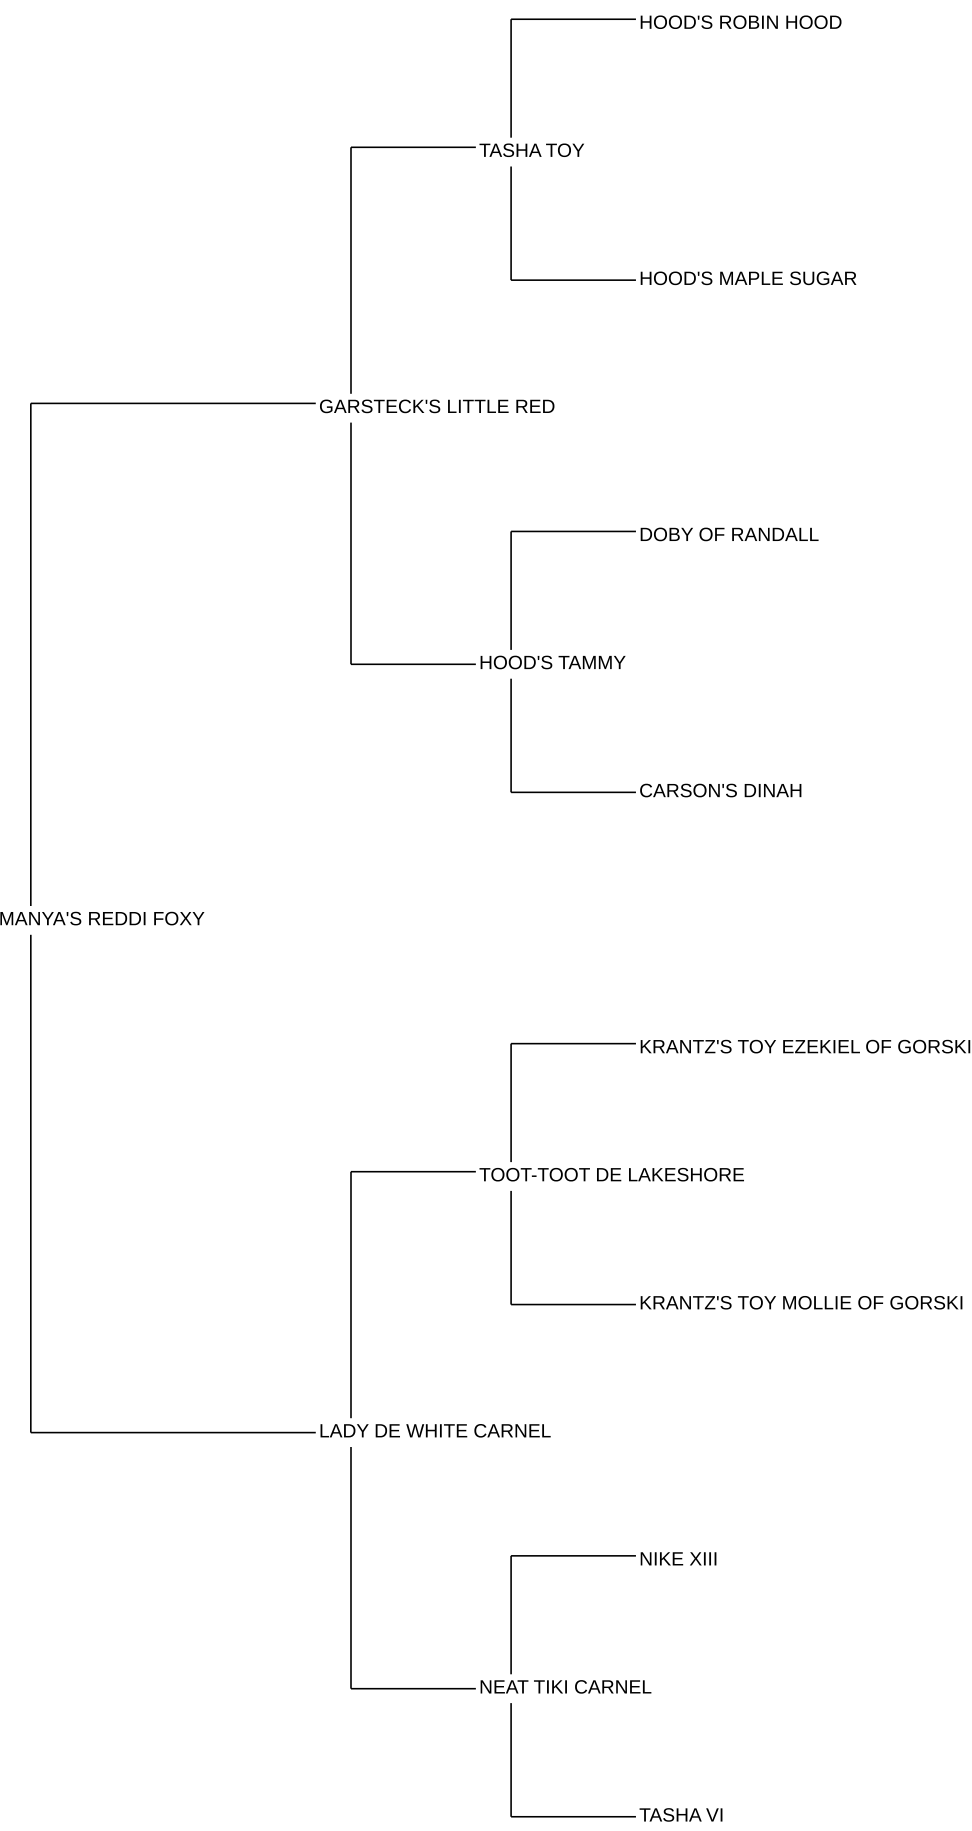 HOOD'S ROBIN HOOD
TASHA TOY
HOOD'S MAPLE SUGAR
GARSTECK'S LITTLE RED
DOBY OF RANDALL
HOOD'S TAMMY
CARSON'S DINAH
MANYA'S REDDI FOXY
KRANTZ'S TOY EZEKIEL OF GORSKI
TOOT-TOOT DE LAKESHORE
KRANTZ'S TOY MOLLIE OF GORSKI
LADY DE WHITE CARNEL
NIKE XIII
NEAT TIKI CARNEL
TASHA VI